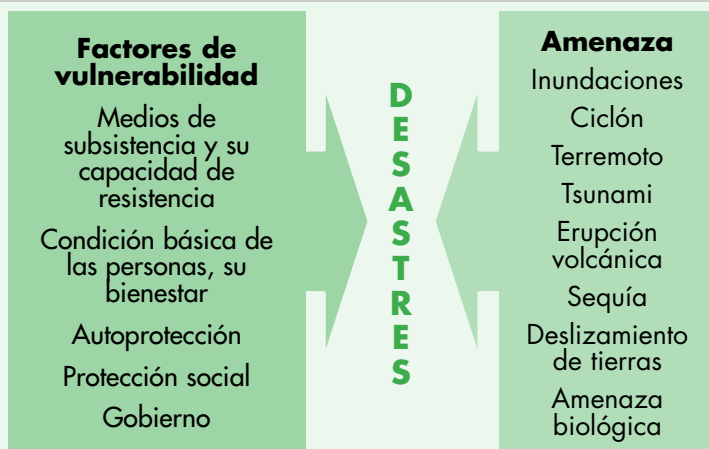 Factores de
vulnerabilidad
Medios de
subsistencia y su
capacidad de
resistencia
Condición básica de
las personas, su
bienestar
Autoprotección
Protección social
Gobierno
DESASTRES
Amenaza
Inundaciones
Ciclón
Terremoto
Tsunami
Erupción
volcánica
Sequía
Deslizamiento
de tierras
Amenaza
biológica